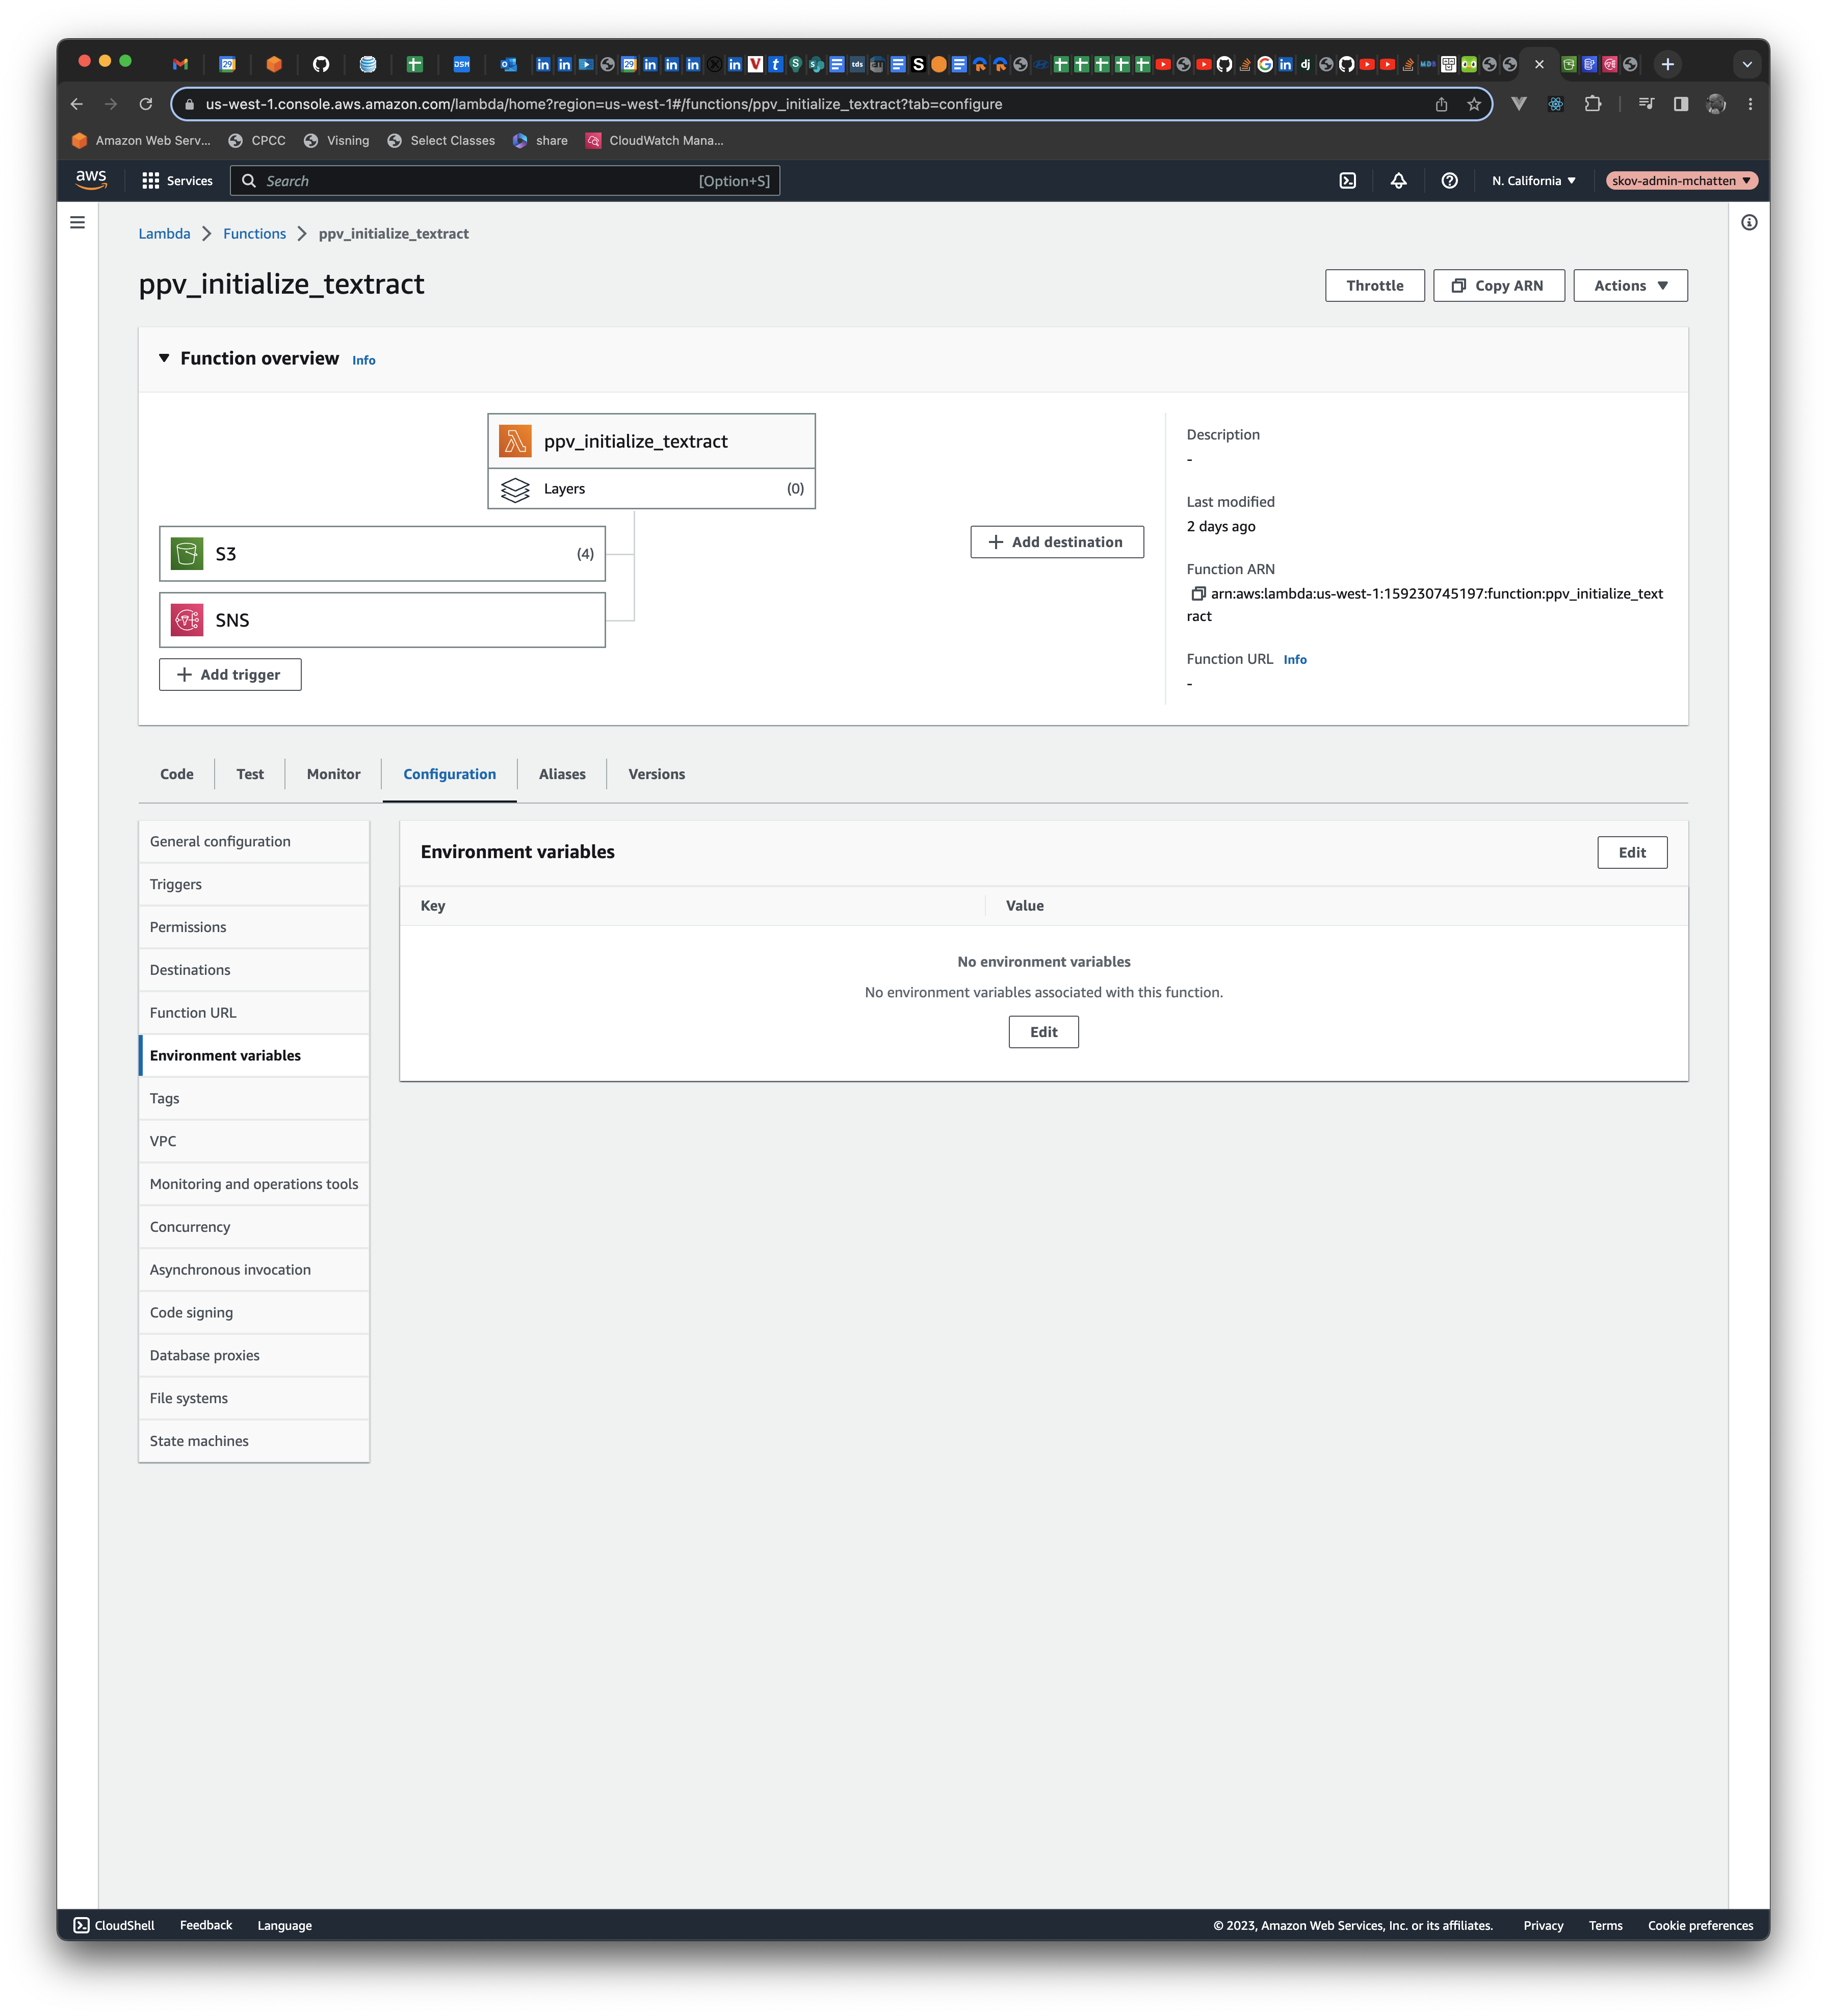 us-west-1.console.aws.amazon.com/lambda/home?region=us-west-1#/functions/ppv_initialize_textract?tab=configure
Amazon Web Serv...
CPCC
Visning
Select Classes
share
CloudWatch Mana...
aws
Services
Search
[Option+S]
N. California
skov-admin-mchatten
Lambda
Functions
ppv_initialize_textract
ppv_initialize_textract
Throttle
Copy ARN
Actions
Function overview
Info
ppv_initialize_textract
Layers
(0)
S3
(4)
SNS
Add trigger
Add destination
Description
-
Last modified
2 days ago
Function ARN
arn:aws:lambda:us-west-1:159230745197:function:ppv_initialize_text
ract
Function URL Info
-
Code
Test
Monitor
Configuration
Aliases
Versions
General configuration
Triggers
Permissions
Destinations
Function URL
Environment variables
Tags
VPC
Monitoring and operations tools
Concurrency
Asynchronous invocation
Code signing
Database proxies
File systems
State machines
Environment variables
Edit
Key
Value
No environment variables
No environment variables associated with this function.
Edit
CloudShell
Feedback
Language
© 2023, Amazon Web Services, Inc. or its affiliates.
Privacy
Terms
Cookie preferences